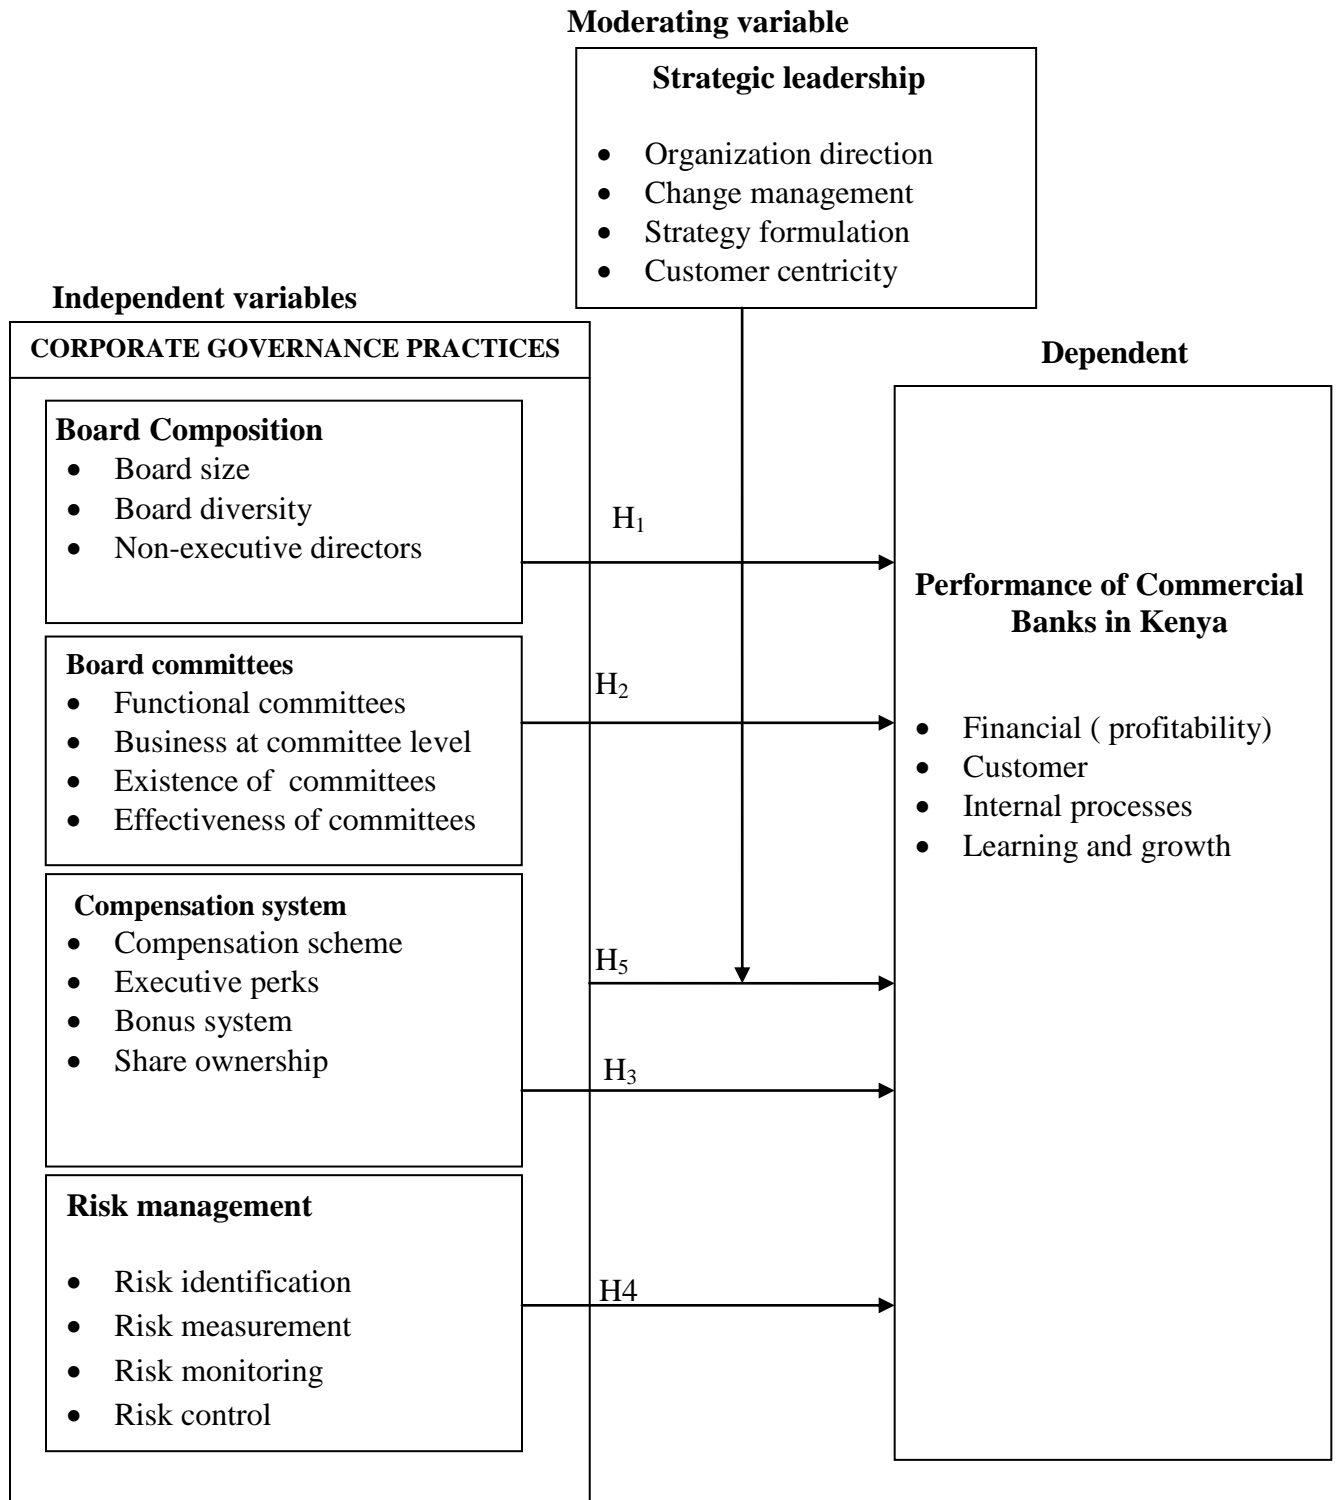 Moderating variable
Strategic leadership
• Organization direction
• Change management
• Strategy formulation
• Customer centricity
Independent variables
CORPORATE GOVERNANCE PRACTICES
Dependent
Board Composition
• Board size
• Board diversity
• Non-executive directors
H1
Board committees
• Functional committees
• Business at committee level
• Existence of committees
• Effectiveness of committees
H2
Performance of Commercial
Banks in Kenya
• Financial ( profitability)
• Customer
• Internal processes
• Learning and growth
Compensation system
• Compensation scheme
• Executive perks
• Bonus system
• Share ownership
H5
H3
Risk management
• Risk identification
• Risk measurement
• Risk monitoring
• Risk control
H4